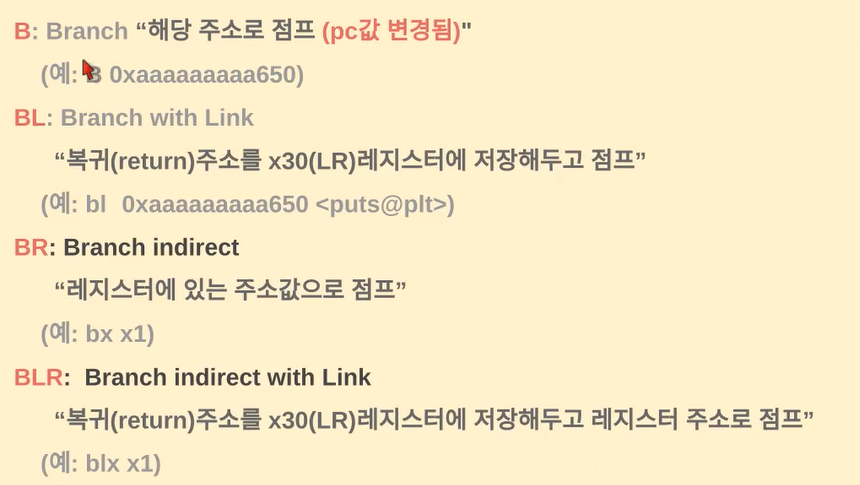 B: Branch “해당 주소로 점프 (pc값 변경됨)"
(예: B 0xaaaaaaaaa650)
BL: Branch with Link
“복귀(return)주소를 x30(LR)레지스터에 저장해두고 점프”
(예: bl 0xaaaaaaaaa650 <puts@plt>)
BR: Branch indirect
“레지스터에 있는 주소값으로 점프”
(예: bx x1)
BLR: Branch indirect with Link
“복귀(return)주소를 x30(LR)레지스터에 저장해두고 레지스터 주소로 점프”
(예: blx x1)